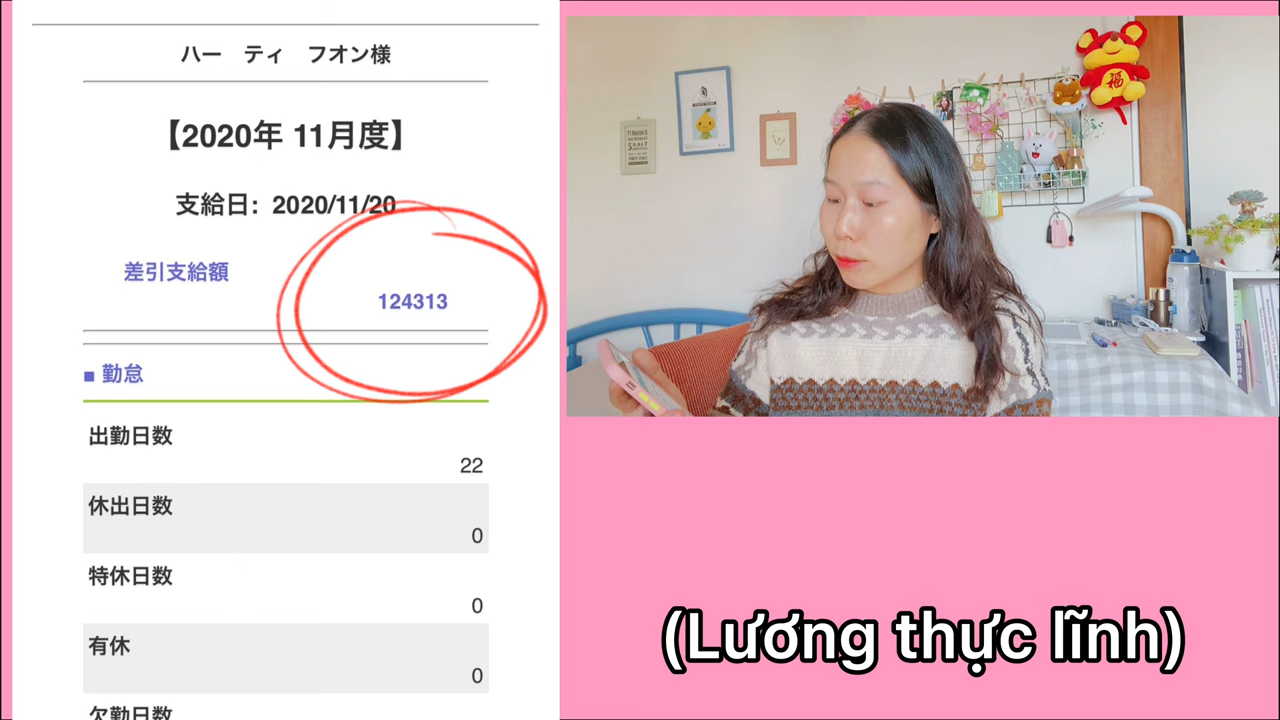 ハー ティ フオン様
【2020年 11月度】
支給日: 2020/11/20
差引支給額
124313
■ 勤怠
出勤日数
22
休出日数
0
特休日数
0
有休
0
欠勤日数
福
(Lương thực lĩnh)